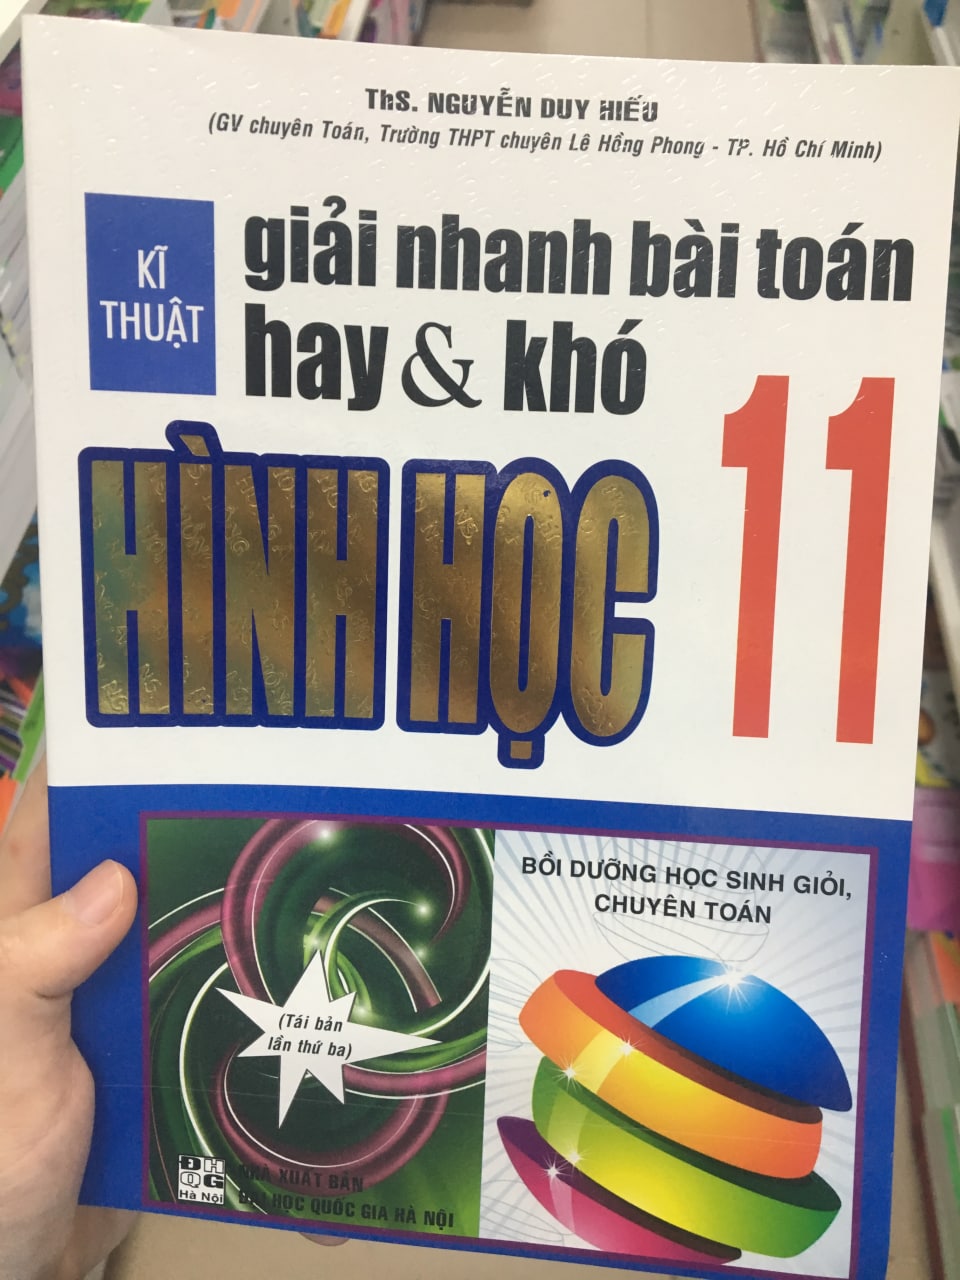 ThS. NGUYỄN DUY HIẾU
(GV chuyên Toán, Trường THPT chuyên Lê Hồng Phong - TP. Hồ Chí Minh)
KĨ
THUẬT
giải nhanh bài toán
hay & khó
HÌNH HỌC
11
BỒI DƯỠNG HỌC SINH GIỎI,
CHUYÊN TOÁN
(Tái bản
lần thứ ba)
ĐH
QG
Hà Nội
NHÀ XUẤT BẢN
ĐẠI HỌC QUỐC GIA HÀ NỘI